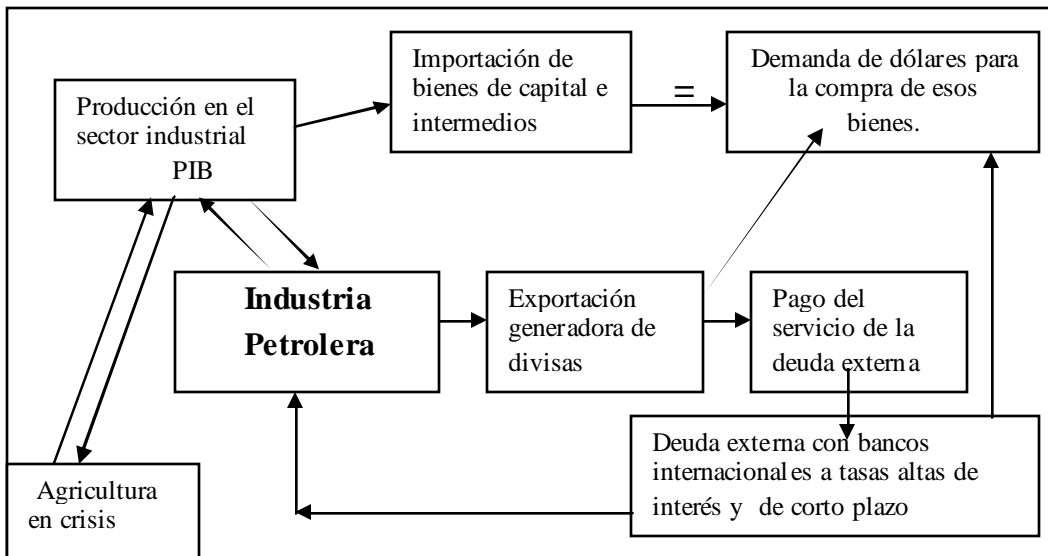 Importación de
bienes de capital e
intermedios
=
Demanda de dólares para
la compra de esos
bienes.
Producción en el
sector industrial
PIB
Industria
Petrolera
Exportación
generadora de
divisas
Pago del
servicio de la
deuda externa
Deuda externa con bancos
internacionales a tasas altas de
interés y de corto plazo
Agricultura
en crisis